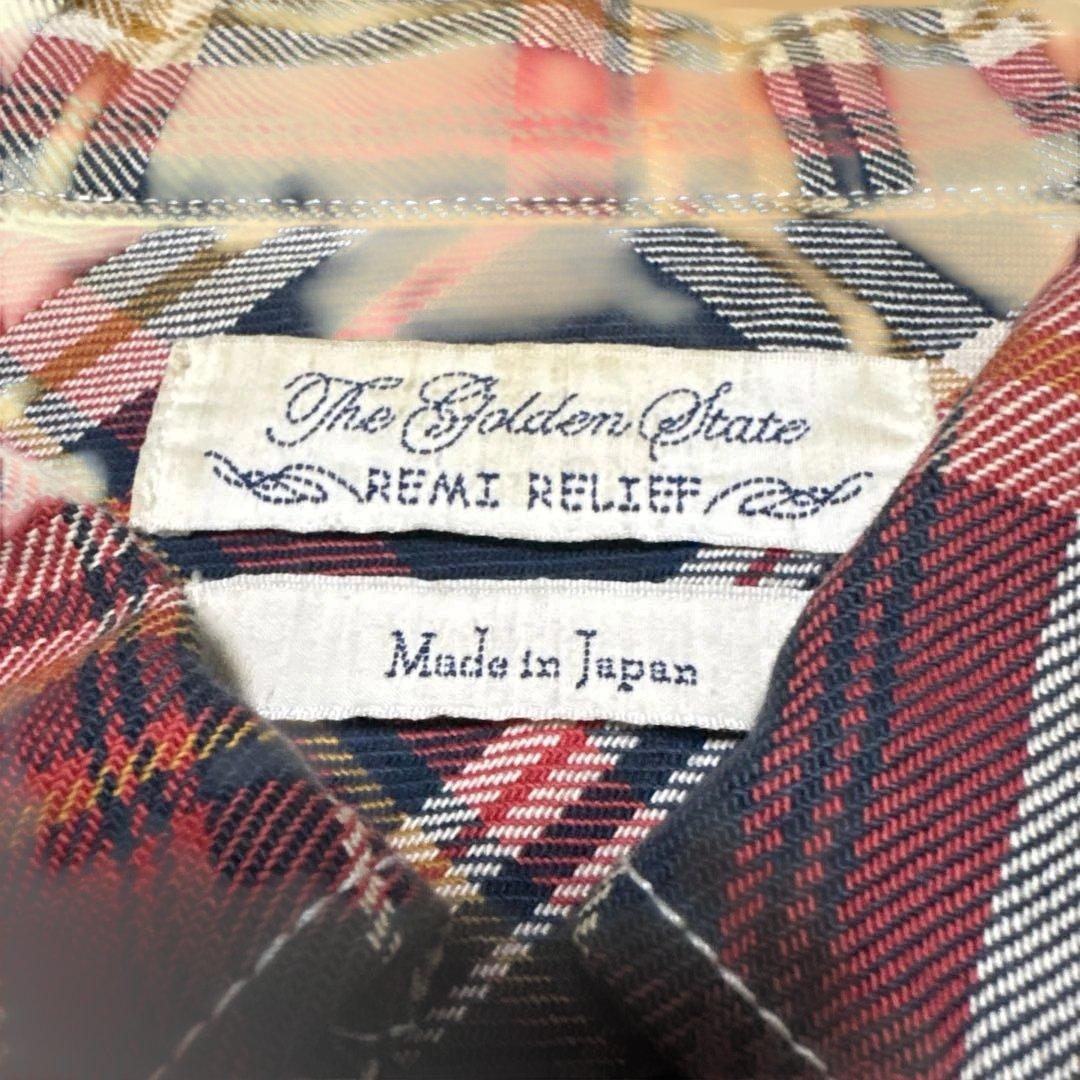 The Golden State
REMI RELIEF
Made in Japan